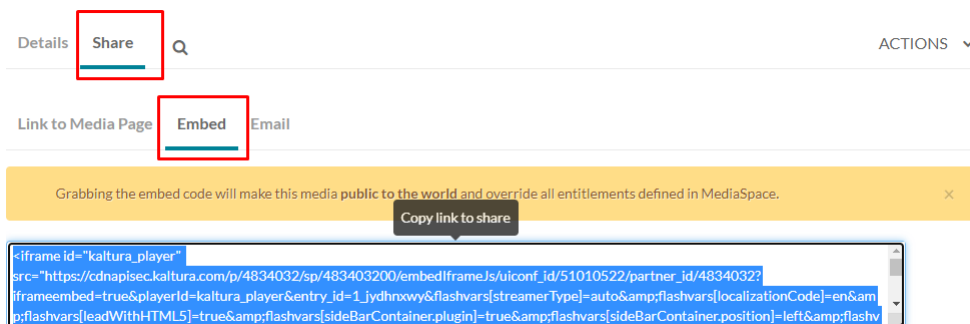 Details Share ACTIONS
Link to Media Page Embed Email
Grabbing the embed code will make this media public to the world and override all entitlements defined in MediaSpace. ×
Copy link to share
<iframe id="kaltura_player"
src="https://cdnapisec.kaltura.com/p/4834032/sp/483403200/embedIframeJs/uiconf_id/51010522/partner_id/4834032?
iframeembed=true&playerId=kaltura_player&entry_id=1_jydhnxwy&flashvars[streamerType]=auto&amp;flashvars[localizationCode]=en&am
p;flashvars[leadWithHTML5]=true&amp;flashvars[sideBarContainer.plugin]=true&amp;flashvars[sideBarContainer.position]=left&amp;flashv